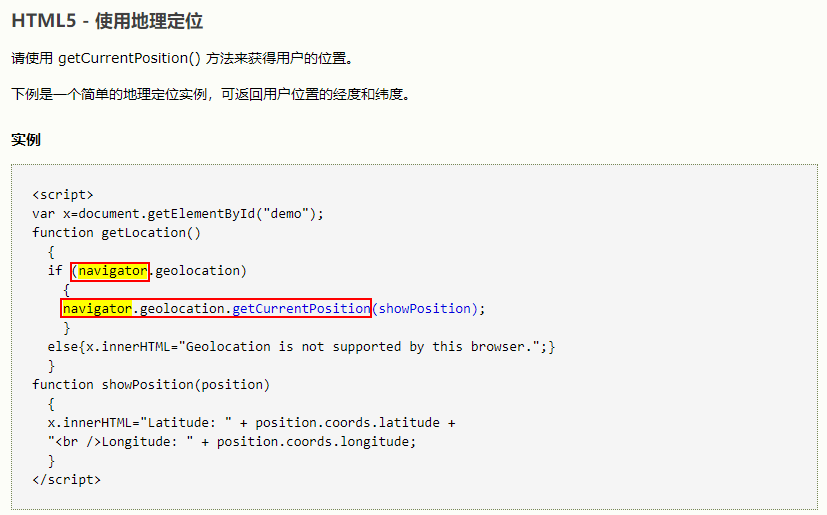 HTML5 - 使用地理定位
请使用 getCurrentPosition() 方法来获得用户的位置。
下例是一个简单的地理定位实例，可返回用户位置的经度和纬度。
实例
<script>
var x=document.getElementById("demo");
function getLocation()
  {
  if (navigator.geolocation)
    {
    navigator.geolocation.getCurrentPosition(showPosition);
    }
  else{x.innerHTML="Geolocation is not supported by this browser.";}
  }
function showPosition(position)
  {
  x.innerHTML="Latitude: " + position.coords.latitude +
  "<br />Longitude: " + position.coords.longitude;
  }
</script>